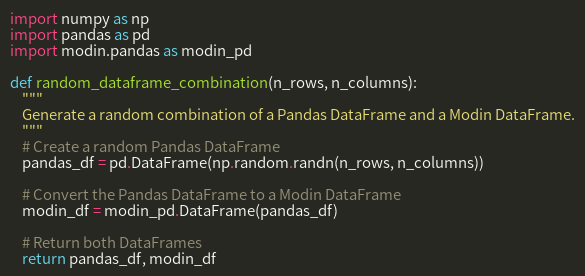 import numpy as np
import pandas as pd
import modin.pandas as modin_pd
def random_dataframe_combination(n_rows, n_columns):
"""
Generate a random combination of a Pandas DataFrame and a Modin DataFrame.
"""
# Create a random Pandas DataFrame
pandas_df = pd.DataFrame(np.random.randn(n_rows, n_columns))
# Convert the Pandas DataFrame to a Modin DataFrame
modin_df = modin_pd.DataFrame(pandas_df)
# Return both DataFrames
return pandas_df, modin_df